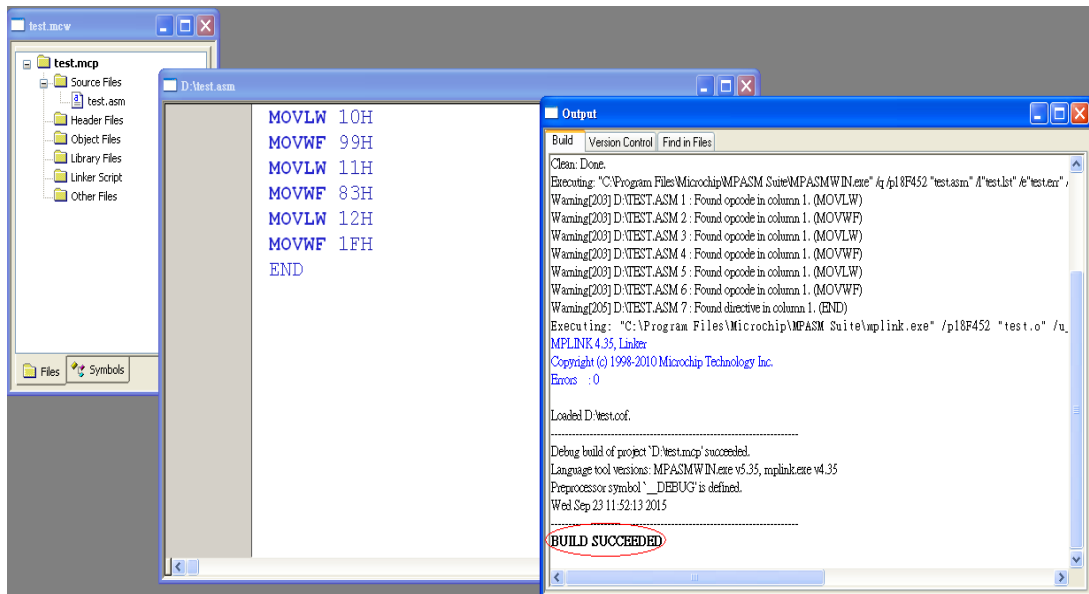 test.mcw
test.mcp
Source Files
test.asm
Header Files
Object Files
Library Files
Linker Script
Other Files
Files
Symbols
D:\test.asm
MOVLW 10H
MOVWF 99H
MOVLW 11H
MOVWF 83H
MOVLW 12H
MOVWF 1FH
END
Output
Build Version Control Find in Files
Clean: Done.
Executing: "C:\Program Files\Microchip\MPASM Suite\MPASMWIN.exe" /q /p18F452 "test.asm" /l"test.lst" /e"test.err" /
Warning[203] D:\TEST.ASM 1 : Found opcode in column 1. (MOVLW)
Warning[203] D:\TEST.ASM 2 : Found opcode in column 1. (MOVWF)
Warning[203] D:\TEST.ASM 3 : Found opcode in column 1. (MOVLW)
Warning[203] D:\TEST.ASM 4 : Found opcode in column 1. (MOVWF)
Warning[203] D:\TEST.ASM 5 : Found opcode in column 1. (MOVLW)
Warning[203] D:\TEST.ASM 6 : Found opcode in column 1. (MOVWF)
Warning[205] D:\TEST.ASM 7 : Found directive in column 1. (END)
Executing: "C:\Program Files\Microchip\MPASM Suite\mplink.exe" /p18F452 "test.o" /u_
MPLINK 4.35, Linker
Copyright (c) 1998-2010 Microchip Technology Inc.
Errors : 0
Loaded D:\test.cof.
----------------------------------------------------------------------
Debug build of project `D:\test.mcp' succeeded.
Language tool versions: MPASMWIN.exe v5.35, mplink.exe v4.35
Preprocessor symbol `__DEBUG' is defined.
Wed Sep 23 11:52:13 2015
----------------------------------------------------------------------
BUILD SUCCEEDED